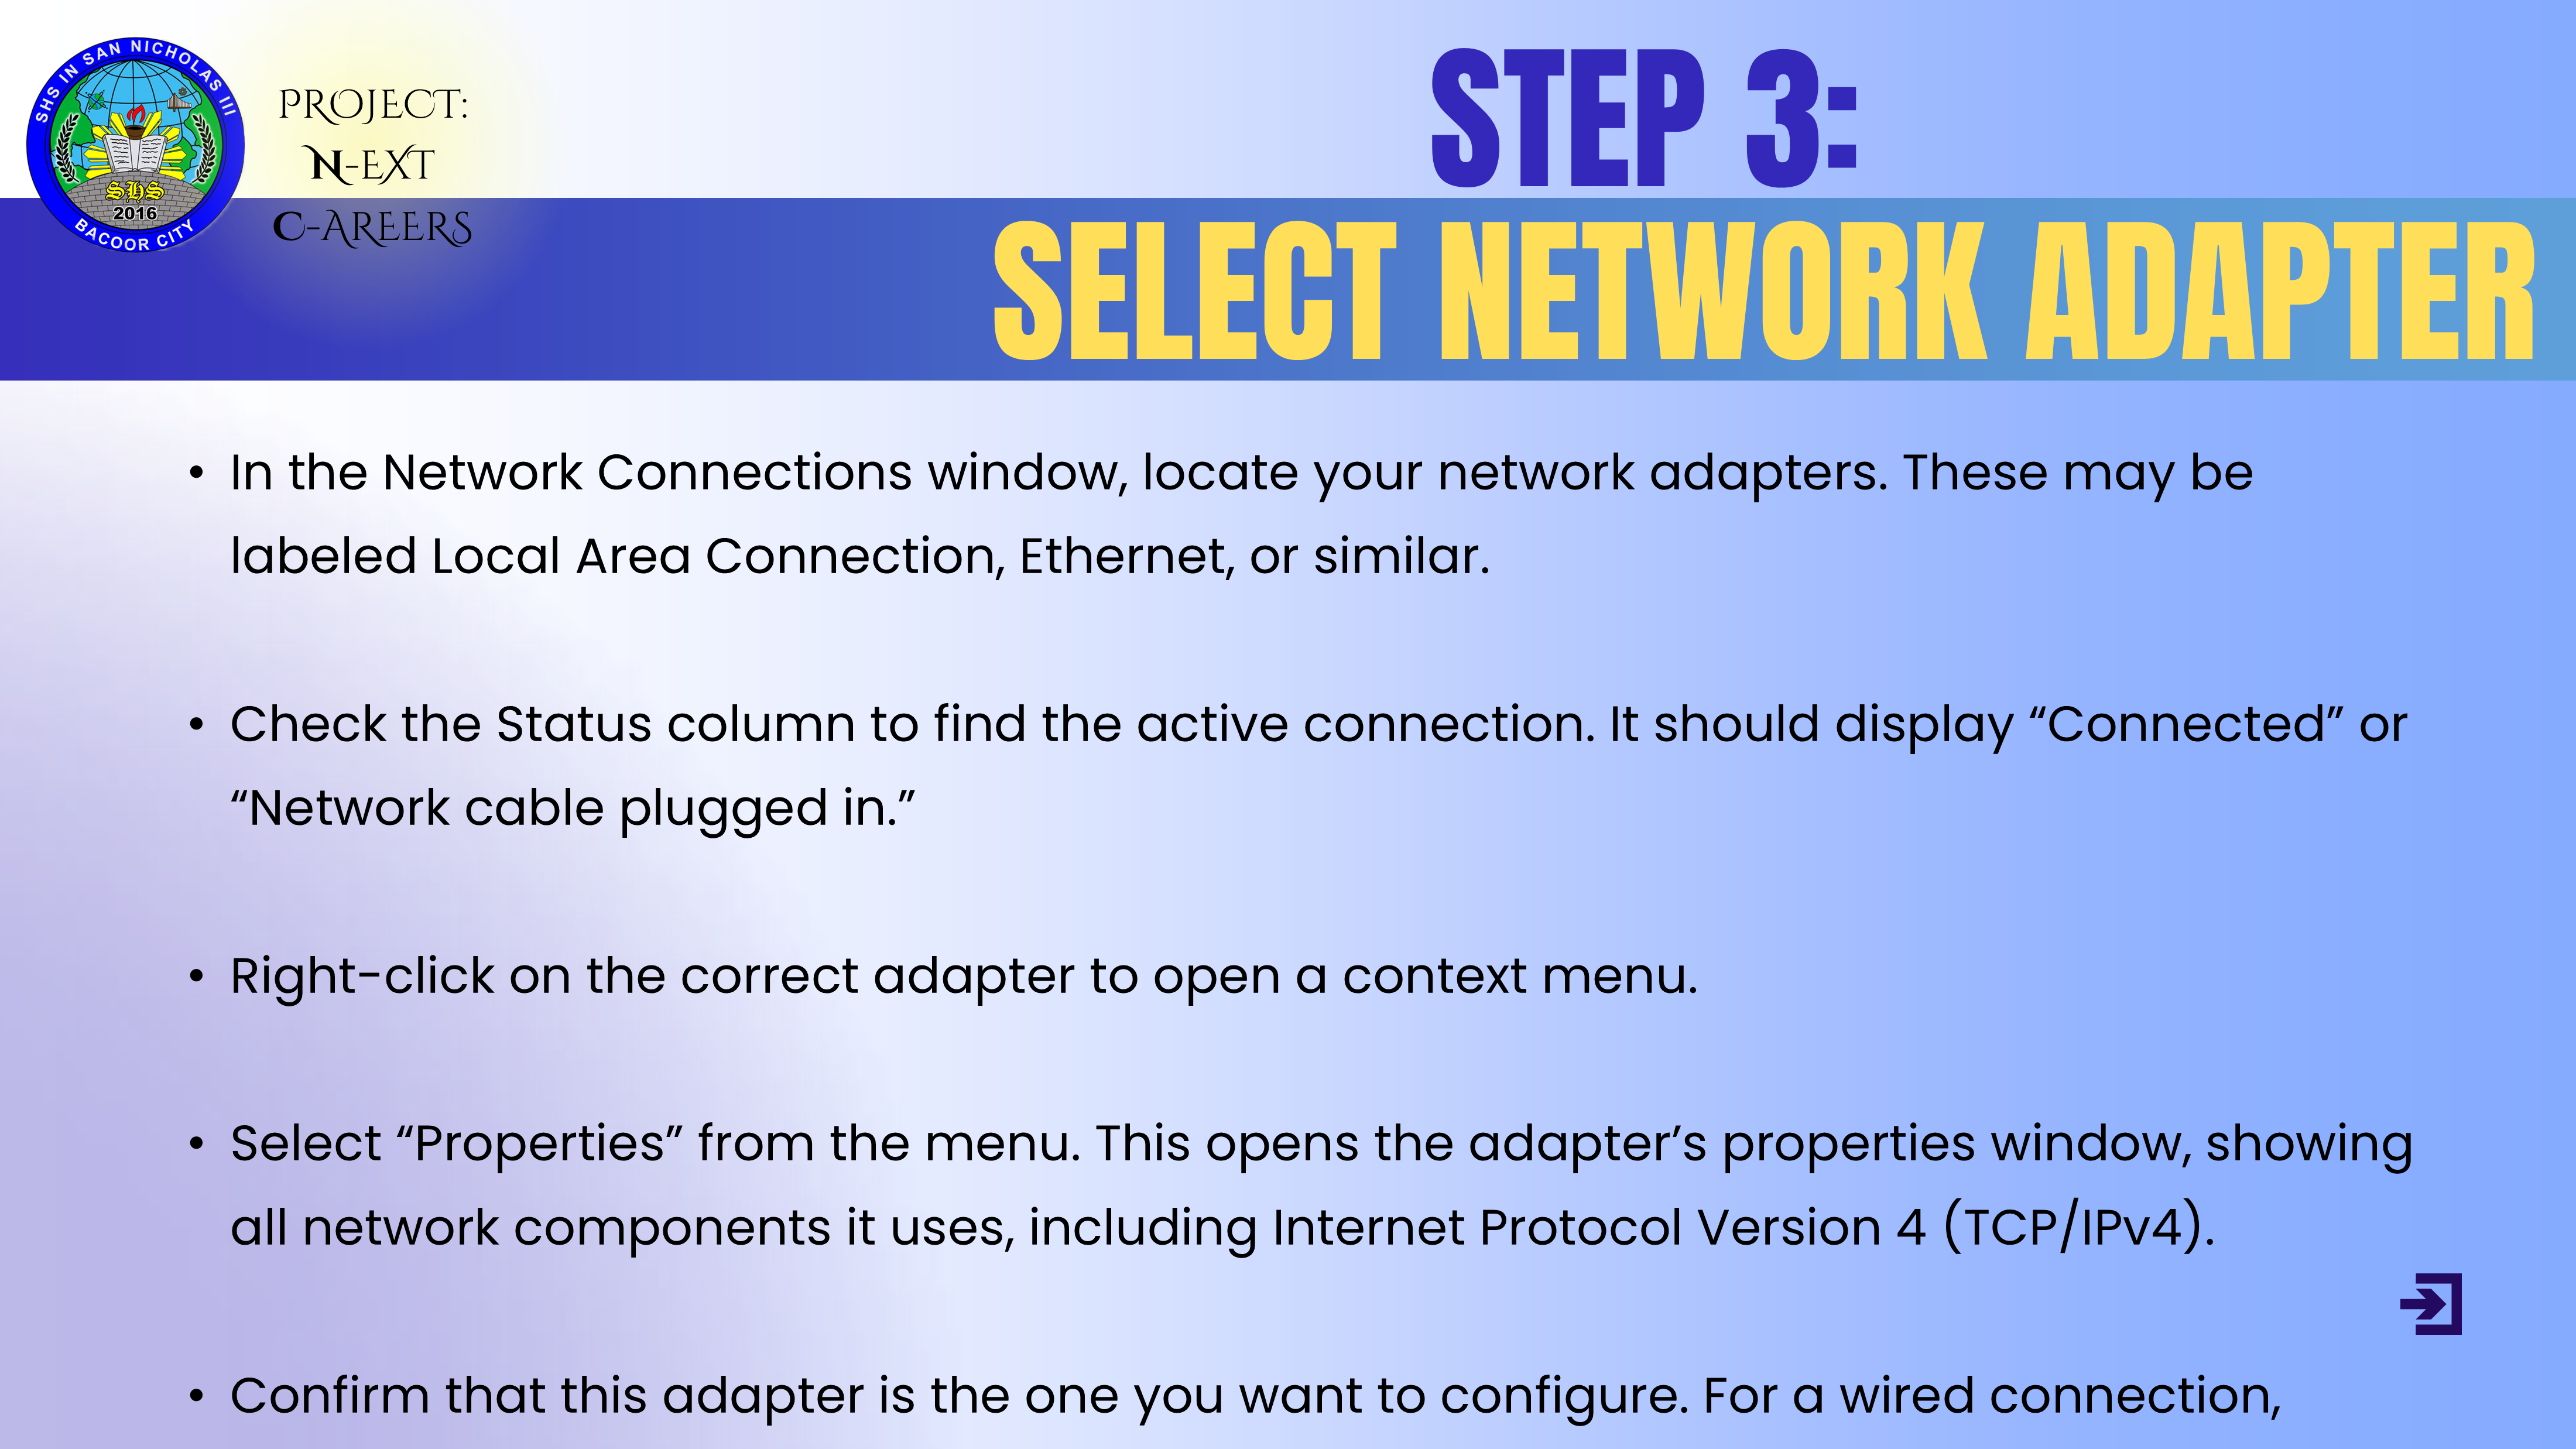 SHS IN SAN NICHOLAS III
SHS
2016
BACOOR CITY
PROJECT:
N-EXT
C-AREERS
STEP 3:
SELECT NETWORK ADAPTER
• In the Network Connections window, locate your network adapters. These may be
labeled Local Area Connection, Ethernet, or similar.
• Check the Status column to find the active connection. It should display “Connected” or
“Network cable plugged in.”
• Right-click on the correct adapter to open a context menu.
• Select “Properties” from the menu. This opens the adapter’s properties window, showing
all network components it uses, including Internet Protocol Version 4 (TCP/IPv4).
• Confirm that this adapter is the one you want to configure. For a wired connection,